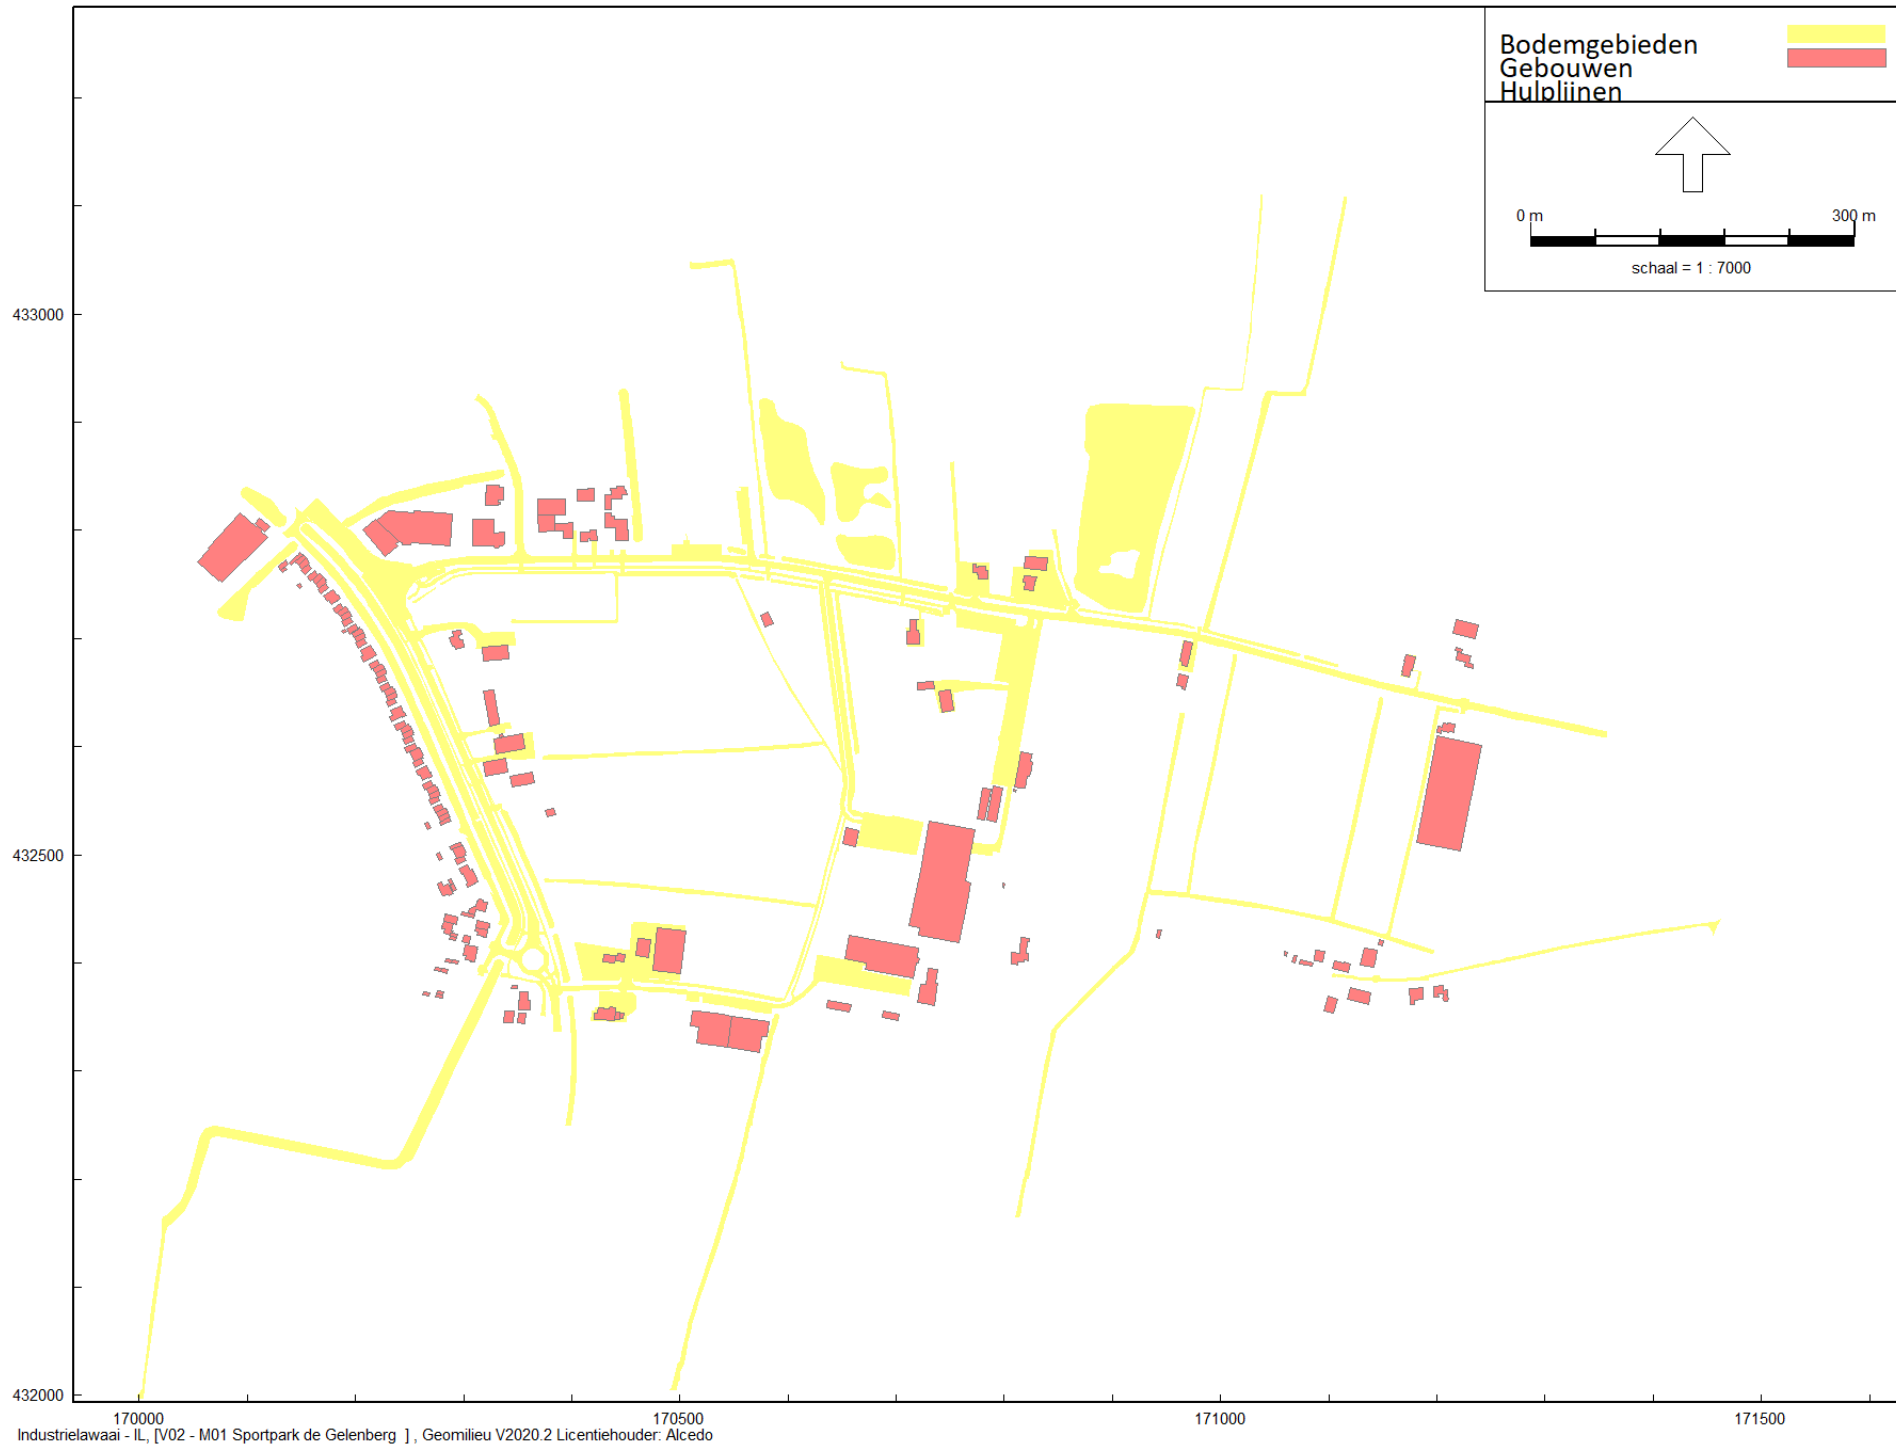 Bodemgebieden
Gebouwen
Hulplijnen
0 m 300 m
schaal = 1 : 7000
433000
432500
432000
170000 170500 171000 171500
Industrielawaai - IL, [V02 - M01 Sportpark de Gelenberg ] , Geomilieu V2020.2 Licentiehouder: Alcedo